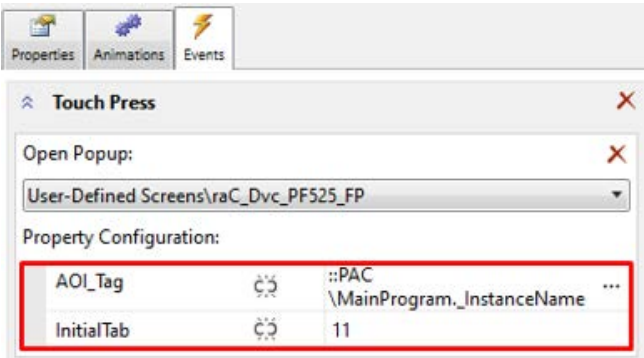 Properties Animations Events
Touch Press
Open Popup:
User-Defined Screens\raC_Dvc_PF525_FP
Property Configuration:
AOI_Tag ::PAC
\MainProgram._InstanceName ...
InitialTab 11